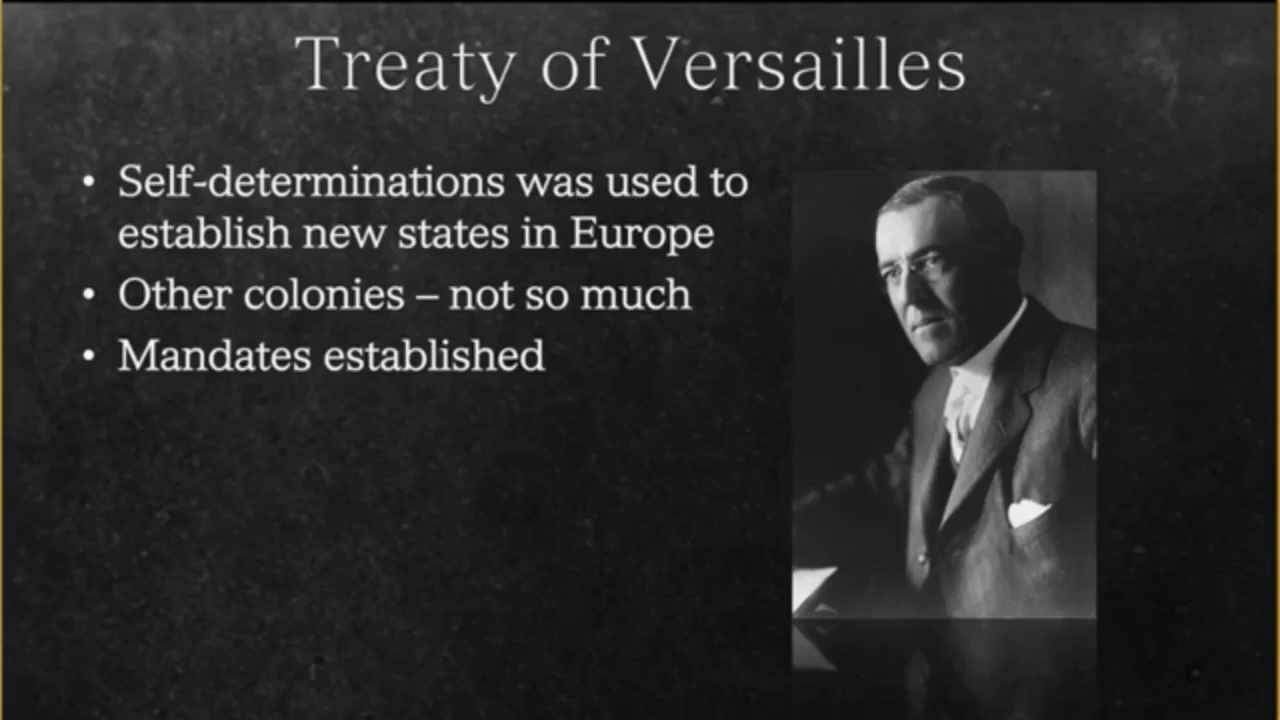 Treaty of Versailles
• Self-determinations was used to
establish new states in Europe
• Other colonies – not so much
• Mandates established